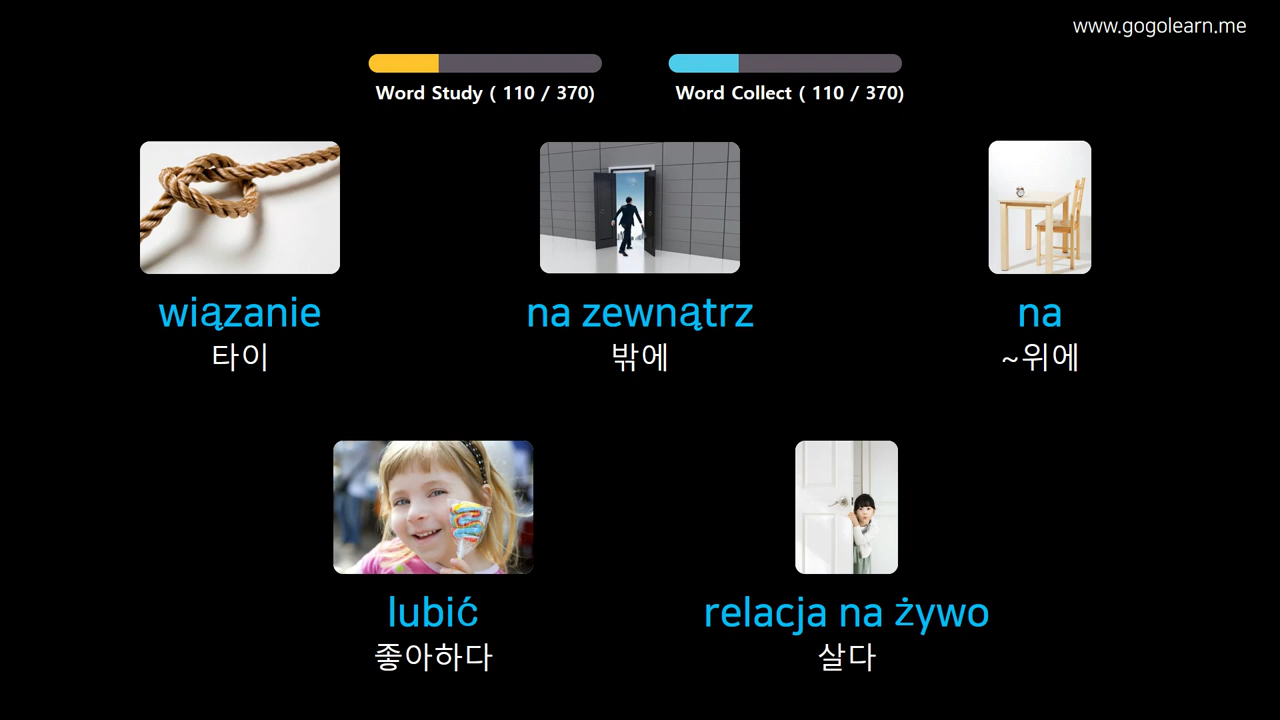 www.gogolearn.me
Word Study ( 110 / 370)
Word Collect ( 110 / 370)
wiązanie
타이
na zewnątrz
밖에
na
~위에
lubić
좋아하다
relacja na żywo
살다